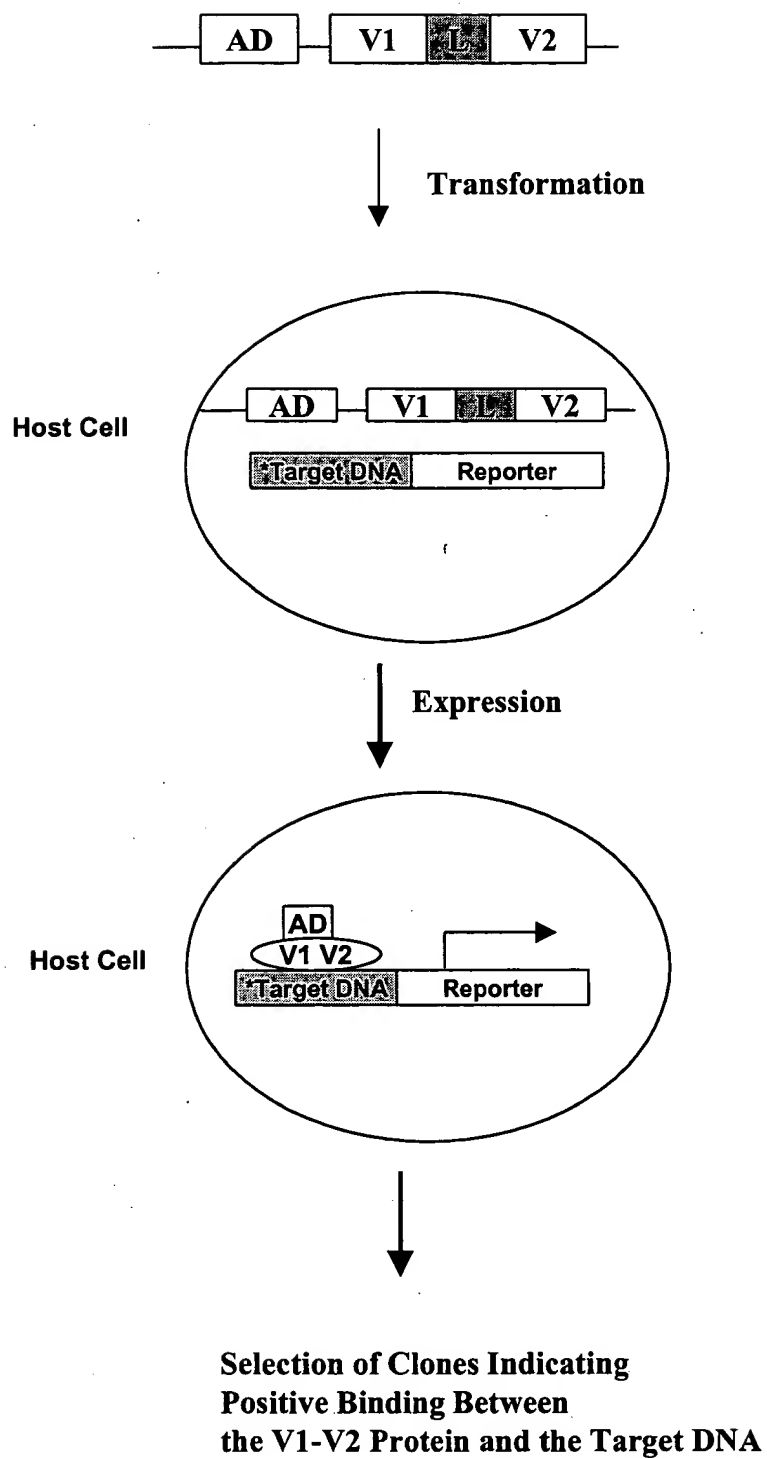 AD V1 L V2
Transformation
Host Cell
AD V1 L V2
*Target DNA Reporter
Expression
Host Cell
AD
V1 V2
*Target DNA Reporter
Selection of Clones Indicating
Positive Binding Between
the V1-V2 Protein and the Target DNA